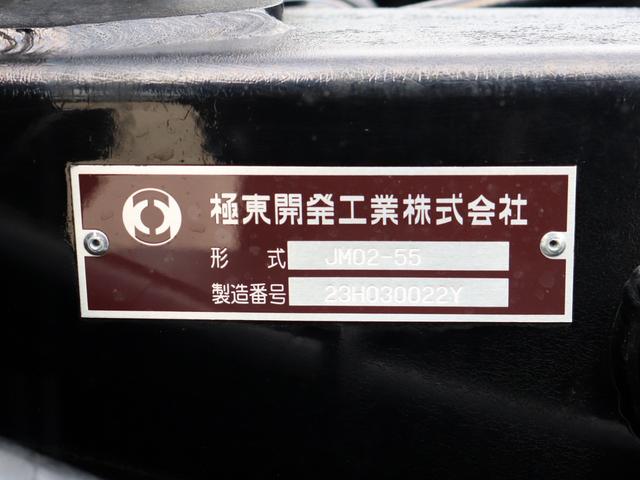 極東開発工業株式会社
形 式 JM02-55
製造番号 23H030022Y